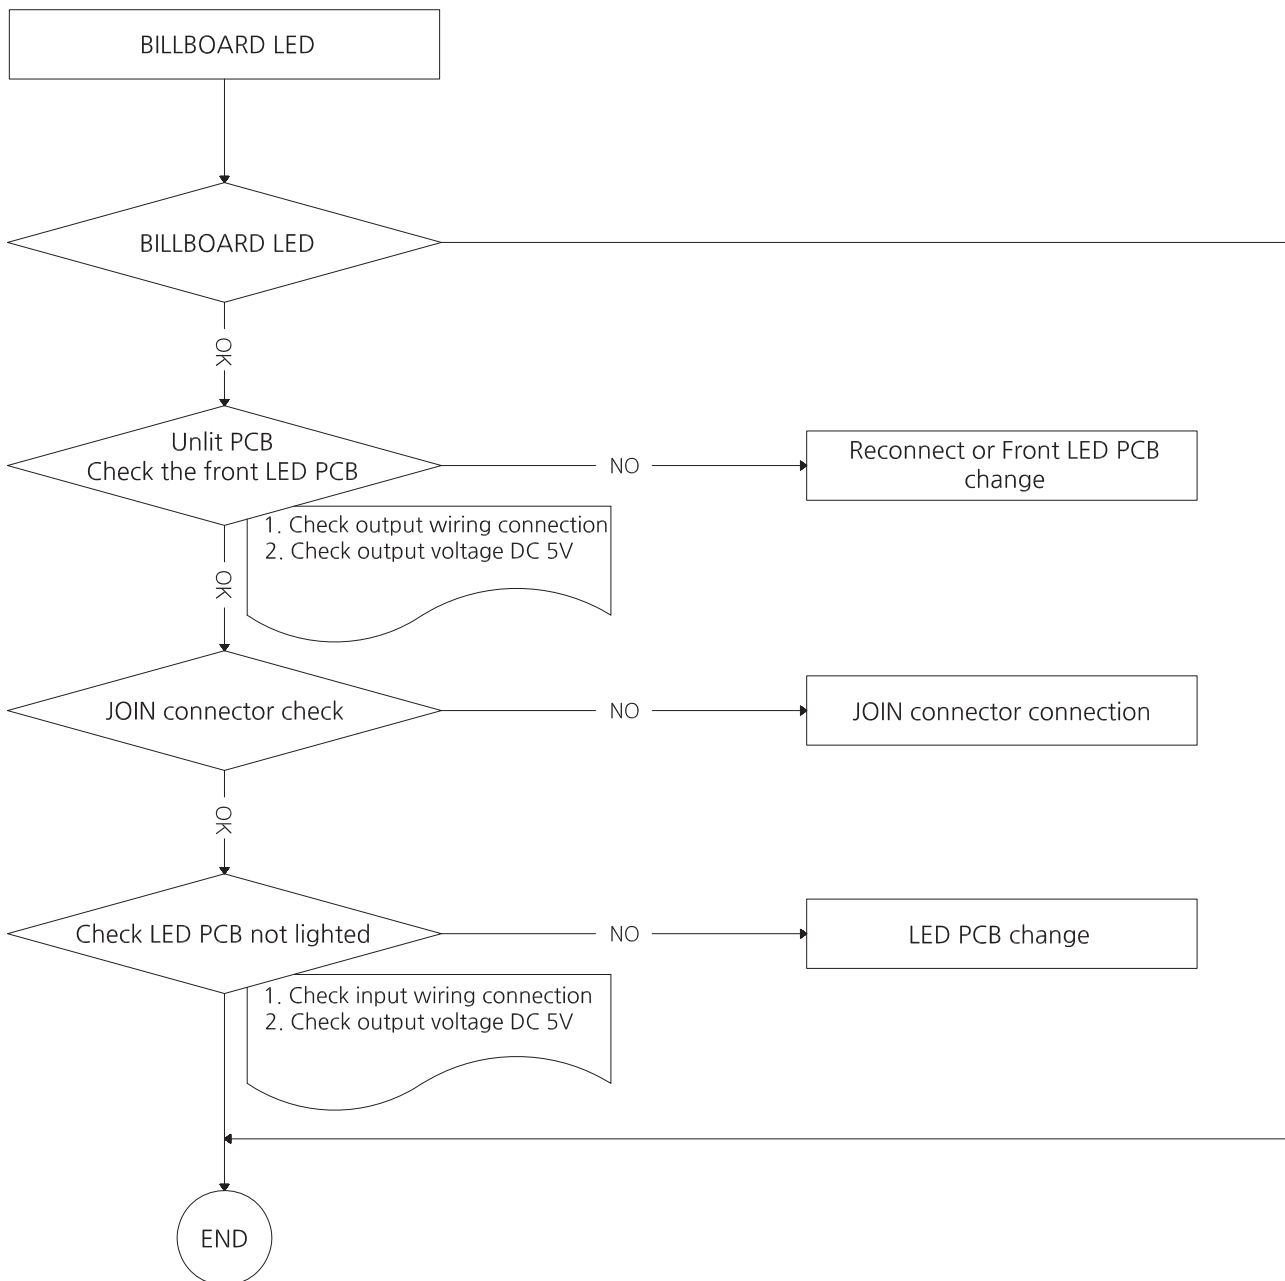 BILLBOARD LED
BILLBOARD LED
OK
Unlit PCB
Check the front LED PCB
NO
Reconnect or Front LED PCB
change
1. Check output wiring connection
2. Check output voltage DC 5V
OK
JOIN connector check
NO
JOIN connector connection
OK
Check LED PCB not lighted
NO
LED PCB change
1. Check input wiring connection
2. Check output voltage DC 5V
END